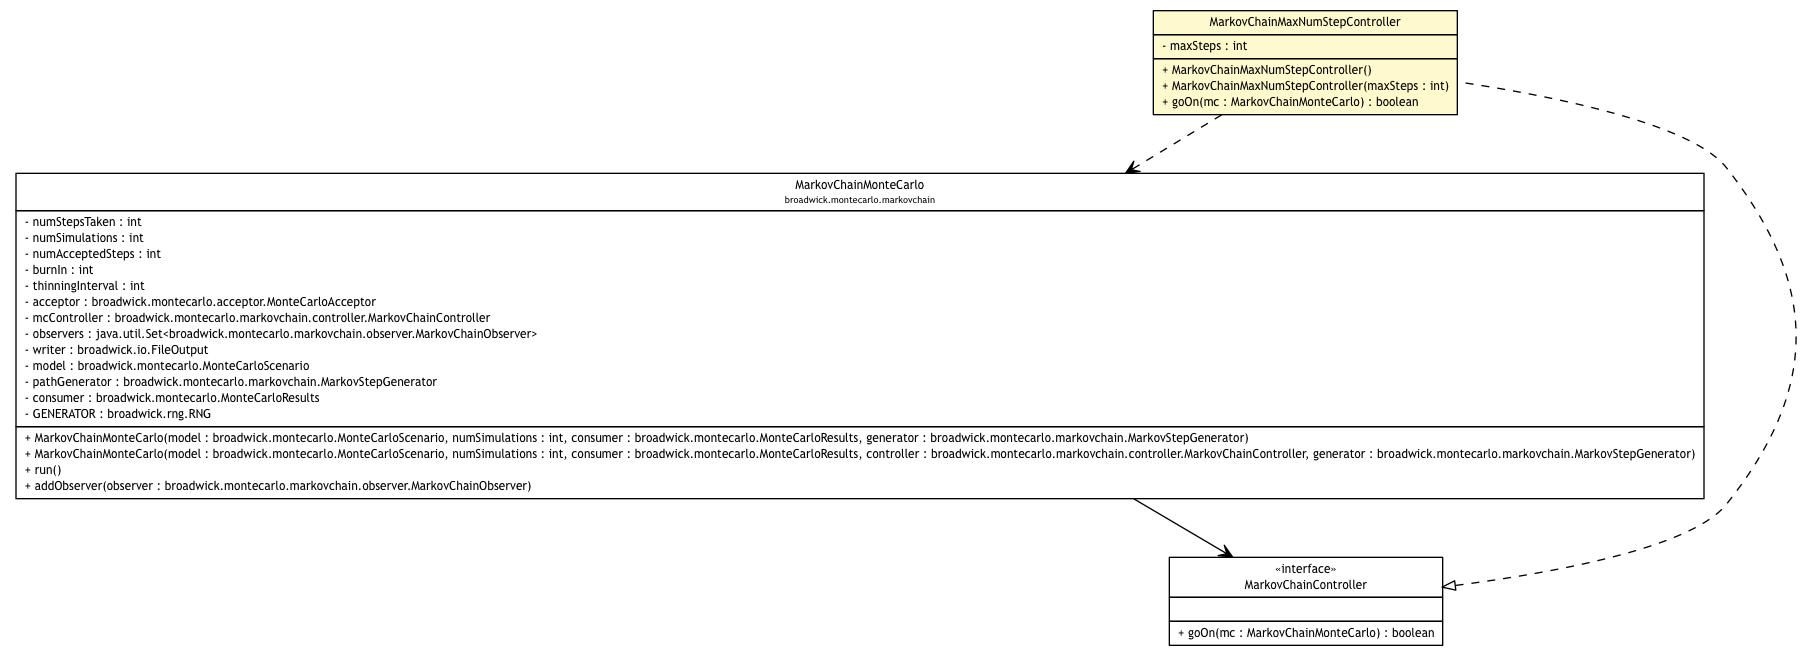 MarkovChainMaxNumStepController
- maxSteps : int
+ MarkovChainMaxNumStepController()
+ MarkovChainMaxNumStepController(maxSteps : int)
+ goOn(mc : MarkovChainMonteCarlo) : boolean
MarkovChainMonteCarlo
broadwick.montecarlo.markovchain
- numStepsTaken : int
- numSimulations : int
- numAcceptedSteps : int
- burnIn : int
- thinningInterval : int
- acceptor : broadwick.montecarlo.acceptor.MonteCarloAcceptor
- mcController : broadwick.montecarlo.markovchain.controller.MarkovChainController
- observers : java.util.Set<broadwick.montecarlo.markovchain.observer.MarkovChainObserver>
- writer : broadwick.io.FileOutput
- model : broadwick.montecarlo.MonteCarloScenario
- pathGenerator : broadwick.montecarlo.markovchain.MarkovStepGenerator
- consumer : broadwick.montecarlo.MonteCarloResults
- GENERATOR : broadwick.rng.RNG
+ MarkovChainMonteCarlo(model : broadwick.montecarlo.MonteCarloScenario, numSimulations : int, consumer : broadwick.montecarlo.MonteCarloResults, generator : broadwick.montecarlo.markovchain.MarkovStepGenerator)
+ MarkovChainMonteCarlo(model : broadwick.montecarlo.MonteCarloScenario, numSimulations : int, consumer : broadwick.montecarlo.MonteCarloResults, controller : broadwick.montecarlo.markovchain.controller.MarkovChainController, generator : broadwick.montecarlo.markovchain.MarkovStepGenerator)
+ run()
+ addObserver(observer : broadwick.montecarlo.markovchain.observer.MarkovChainObserver)
«interface»
MarkovChainController
+ goOn(mc : MarkovChainMonteCarlo) : boolean